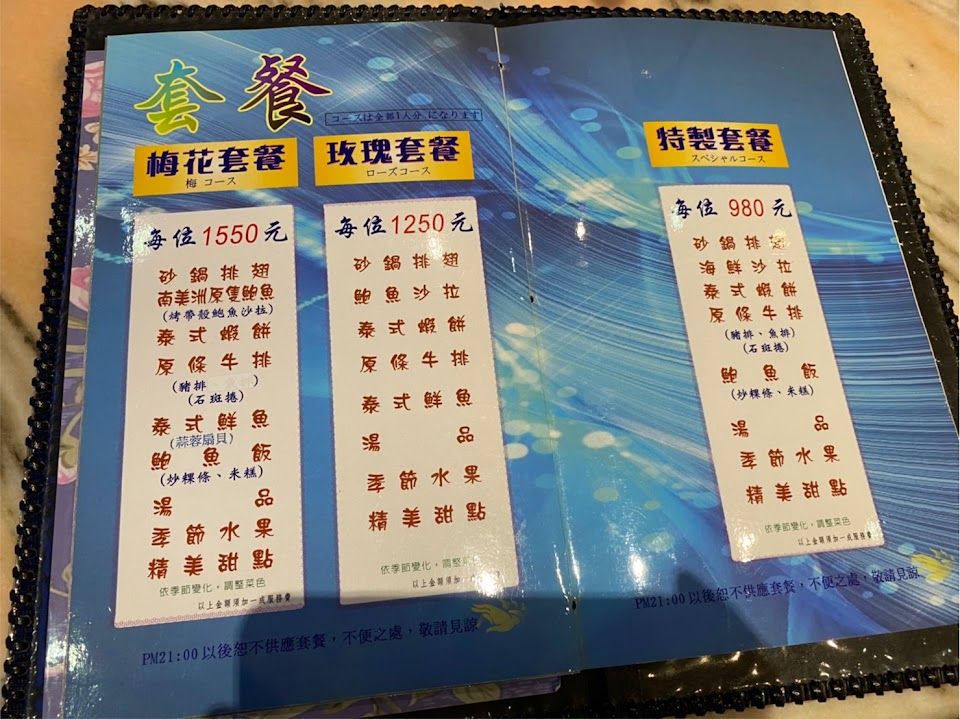 套餐
コースは全部1人分になります
梅花套餐
梅 コース
每位1550元
砂鍋排翅
南美洲原隻鮑魚
(烤帶殼鮑魚沙拉)
泰式蝦餅
原條牛排
(豬排、魚排)
(石斑捲)
泰式鮮魚
(蒜蓉扇貝)
鮑魚飯
(炒粿條、米糕)
湯品
季節水果
精美甜點
依季節變化,調整菜色
以上金額須加一成服務費
玫瑰套餐
ローズコース
每位1250元
砂鍋排翅
鮑魚沙拉
泰式蝦餅
原條牛排
泰式鮮魚
湯品
季節水果
精美甜點
依季節變化,調整菜色
以上金額須加一成服務
PM21:00以後恕不供應套餐,不便之處,敬請見諒
特製套餐
スペシャルコース
每位 980元
砂鍋排翅
海鮮沙拉
泰式蝦餅
原條牛排
(豬排、魚排)
(石斑捲)
鮑魚飯
(炒粿條、米糕)
湯品
季節水果
精美甜點
依季節變化,調整菜色
以上金額須加一成服務費
PM21:00以後恕不供應套餐,不便之處,敬請見諒